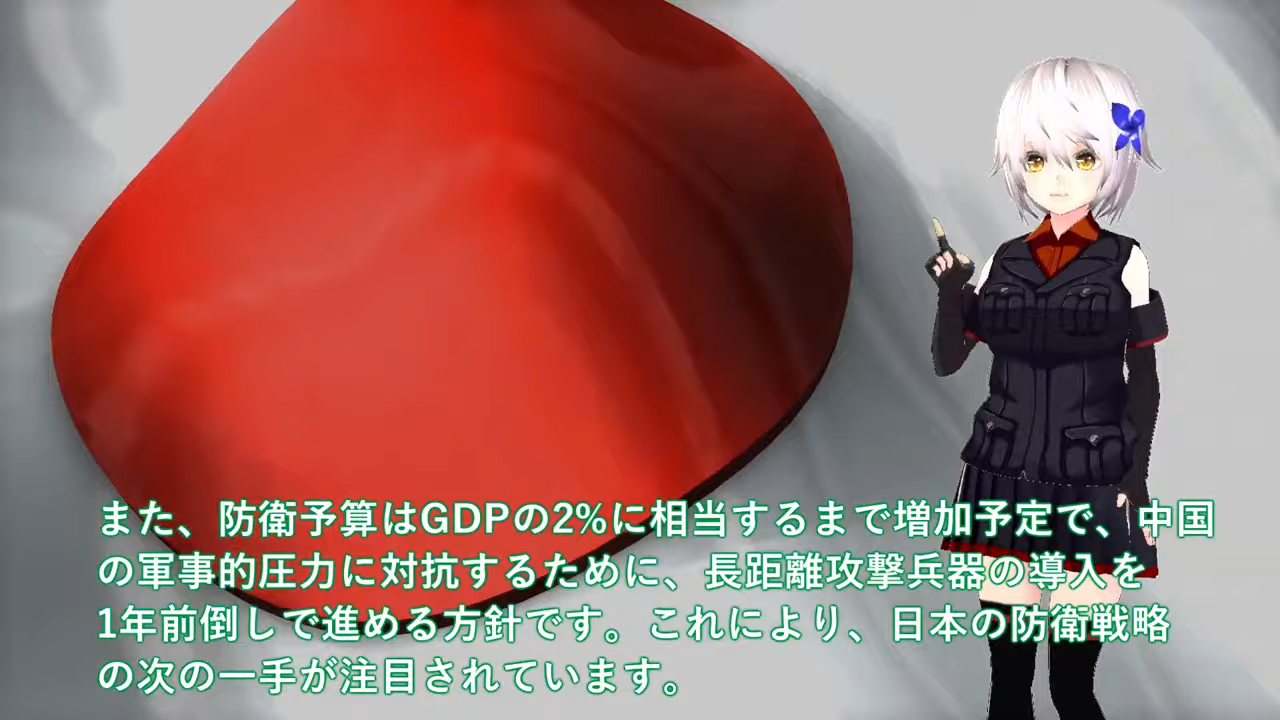 また、防衛予算はGDPの2%に相当するまで増加予定で、中国
の軍事的圧力に対抗するために、長距離攻撃兵器の導入を
1年前倒しで進める方針です。これにより、日本の防衛戦略
の次の一手が注目されています。